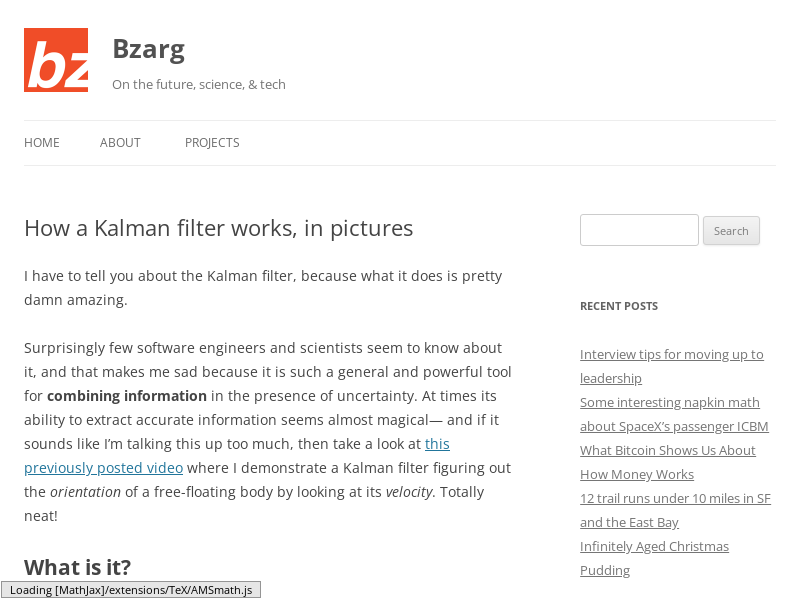 bz
Bzarg
On the future, science, & tech
HOME ABOUT PROJECTS
How a Kalman filter works, in pictures
I have to tell you about the Kalman filter, because what it does is pretty
damn amazing.
Surprisingly few software engineers and scientists seem to know about
it, and that makes me sad because it is such a general and powerful tool
for combining information in the presence of uncertainty. At times its
ability to extract accurate information seems almost magical— and if it
sounds like I’m talking this up too much, then take a look at this
previously posted video where I demonstrate a Kalman filter figuring out
the orientation of a free-floating body by looking at its velocity. Totally
neat!
What is it?
Search
RECENT POSTS
Interview tips for moving up to
leadership
Some interesting napkin math
about SpaceX’s passenger ICBM
What Bitcoin Shows Us About
How Money Works
12 trail runs under 10 miles in SF
and the East Bay
Infinitely Aged Christmas
Pudding
Loading [MathJax]/extensions/TeX/AMSmath.js